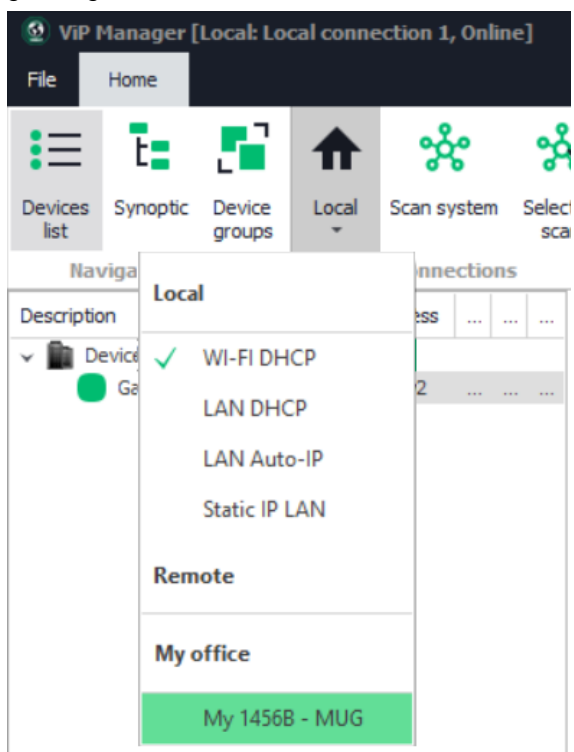 ViP Manager [Local: Local connection 1, Online]
File Home
Devices list Synoptic Device groups Local Scan system Select
Local
Description ... ... ...
WI-FI DHCP
LAN DHCP
LAN Auto-IP
Static IP LAN
Remote
My office
My 1456B - MUG